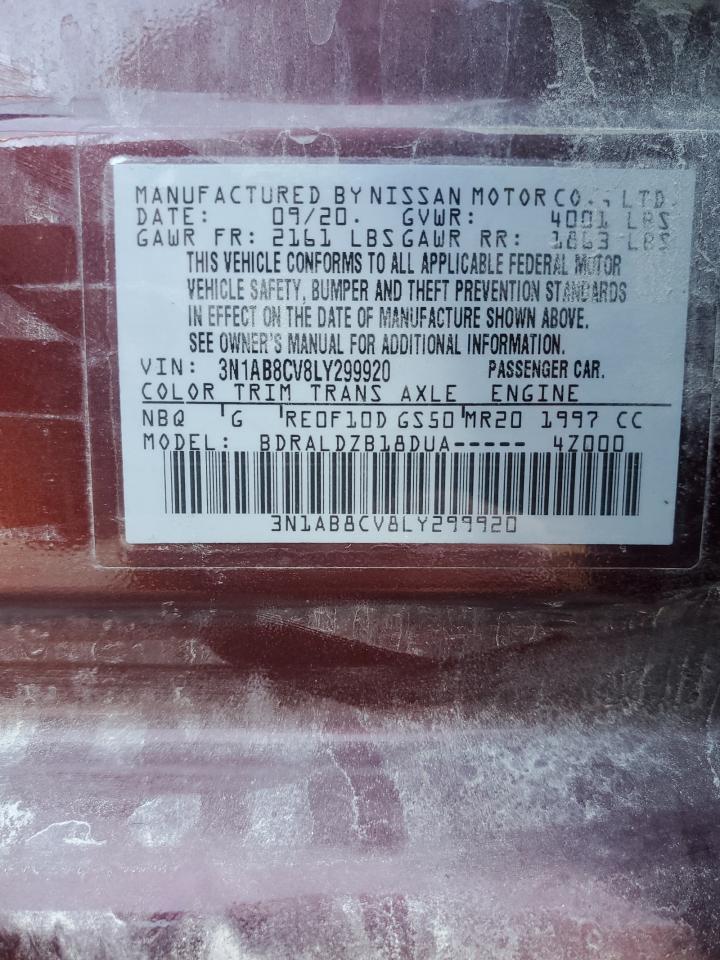 MANUFACTURED BY NISSAN MOTOR CO., LTD.
DATE: 09/20. GVWR: 4001 LBS
GAWR FR: 2161 LBS GAWR RR: 1863 LBS
THIS VEHICLE CONFORMS TO ALL APPLICABLE FEDERAL MOTOR
VEHICLE SAFETY, BUMPER AND THEFT PREVENTION STANDARDS
IN EFFECT ON THE DATE OF MANUFACTURE SHOWN ABOVE.
SEE OWNER'S MANUAL FOR ADDITIONAL INFORMATION.
VIN: 3N1AB8CV8LY299920 PASSENGER CAR.
COLOR TRIM TRANS AXLE ENGINE
NBQ G RE0F10D GS50 MR20 1997 CC
MODEL: BDRALDZB18DUA----- 4Z000
3N1AB8CV8LY299920